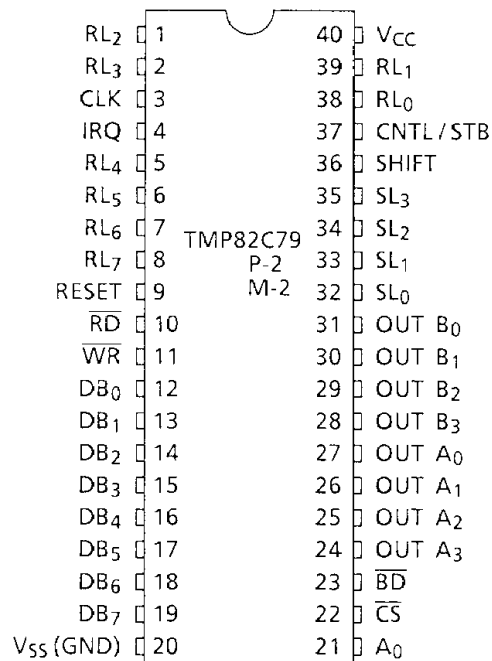 RL₂ 1 40 VCC
RL₃ 2 39 RL₁
CLK 3 38 RL₀
IRQ 4 37 CNTL/STB
RL₄ 5 36 SHIFT
RL₅ 6 35 SL₃
RL₆ 7 34 SL₂
TMP82C79
RL₇ 8 33 SL₁
P-2
RESET 9 32 SL₀
M-2
R̅D̅ 10 31 OUT B₀
W̅R̅ 11 30 OUT B₁
DB₀ 12 29 OUT B₂
DB₁ 13 28 OUT B₃
DB₂ 14 27 OUT A₀
DB₃ 15 26 OUT A₁
DB₄ 16 25 OUT A₂
DB₅ 17 24 OUT A₃
DB₆ 18 23 B̅D̅
DB₇ 19 22 C̅S̅
VSS (GND) 20 21 A₀